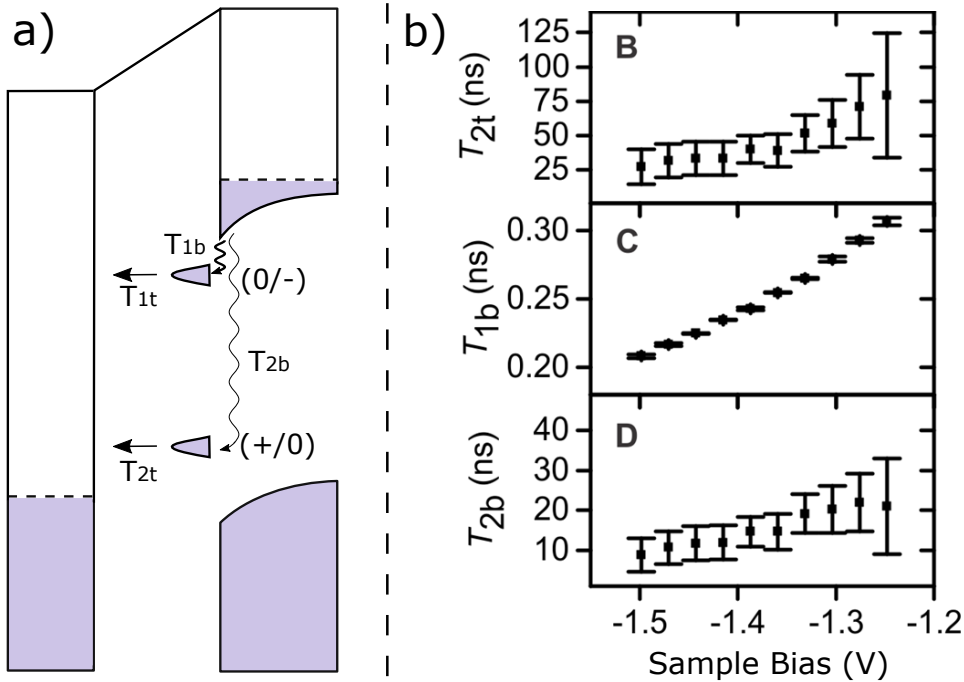 a)
T1b
(0/-)
T1t
T2b
(+/0)
T2t
b)
B
T2t (ns)
125
100
75
50
25
C
T1b (ns)
0.30
0.25
0.20
D
T2b (ns)
40
30
20
10
-1.5 -1.4 -1.3 -1.2
Sample Bias (V)